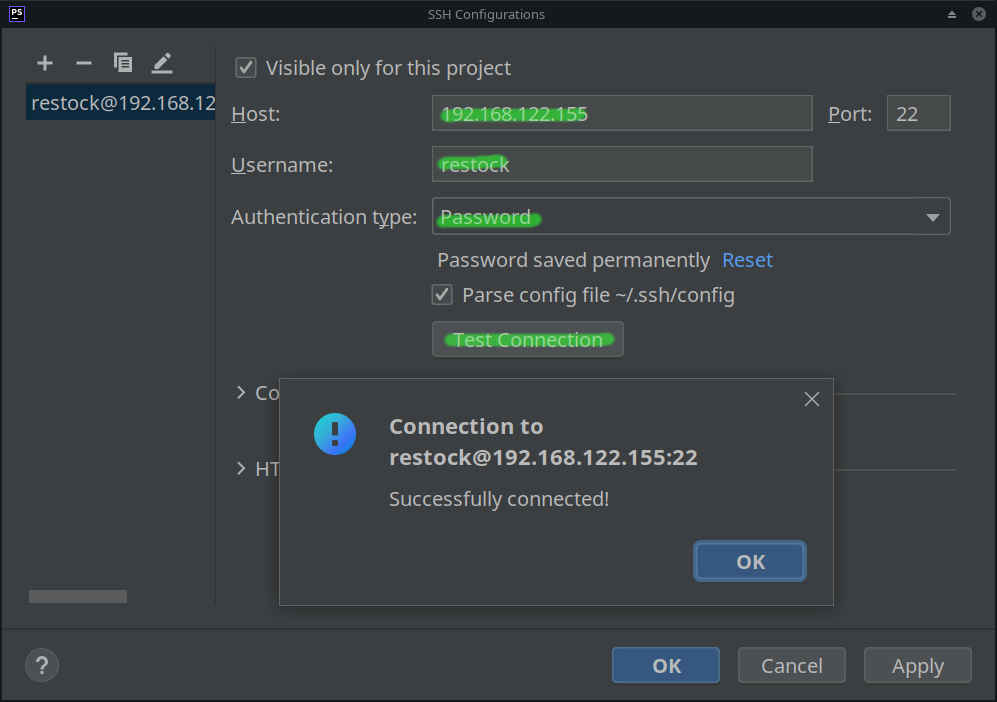 PS
SSH Configurations
restock@192.168.12
Visible only for this project
Host: 192.168.122.155 Port: 22
Username: restock
Authentication type: Password
Password saved permanently Reset
Parse config file ~/.ssh/config
Test Connection
Co
HT
Connection to
restock@192.168.122.155:22
Successfully connected!
OK
?
OK Cancel Apply